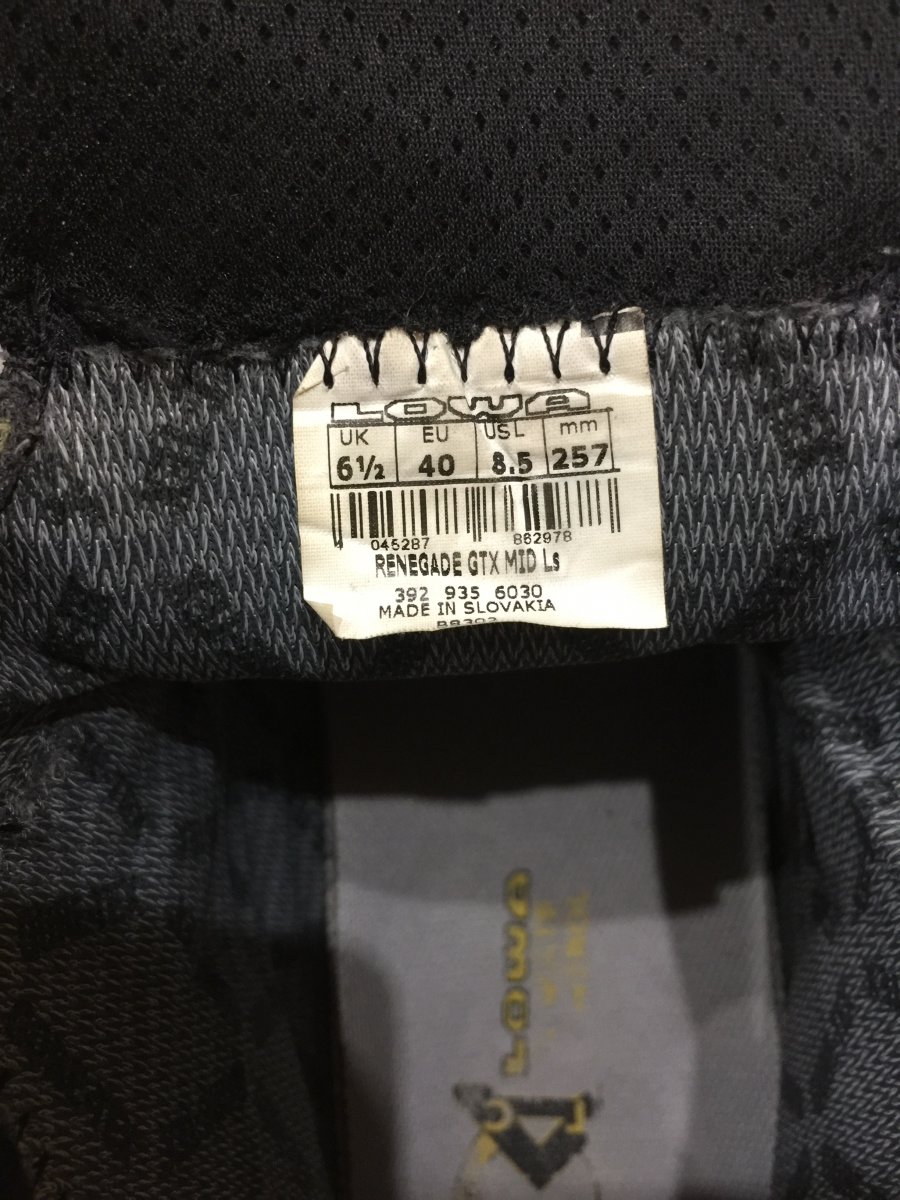 LOWA
UK EU USL mm
6½ 40 8.5 257
4 045287 862978
RENEGADE GTX MID Ls
392 935 6030
MADE IN SLOVAKIA
LOWA